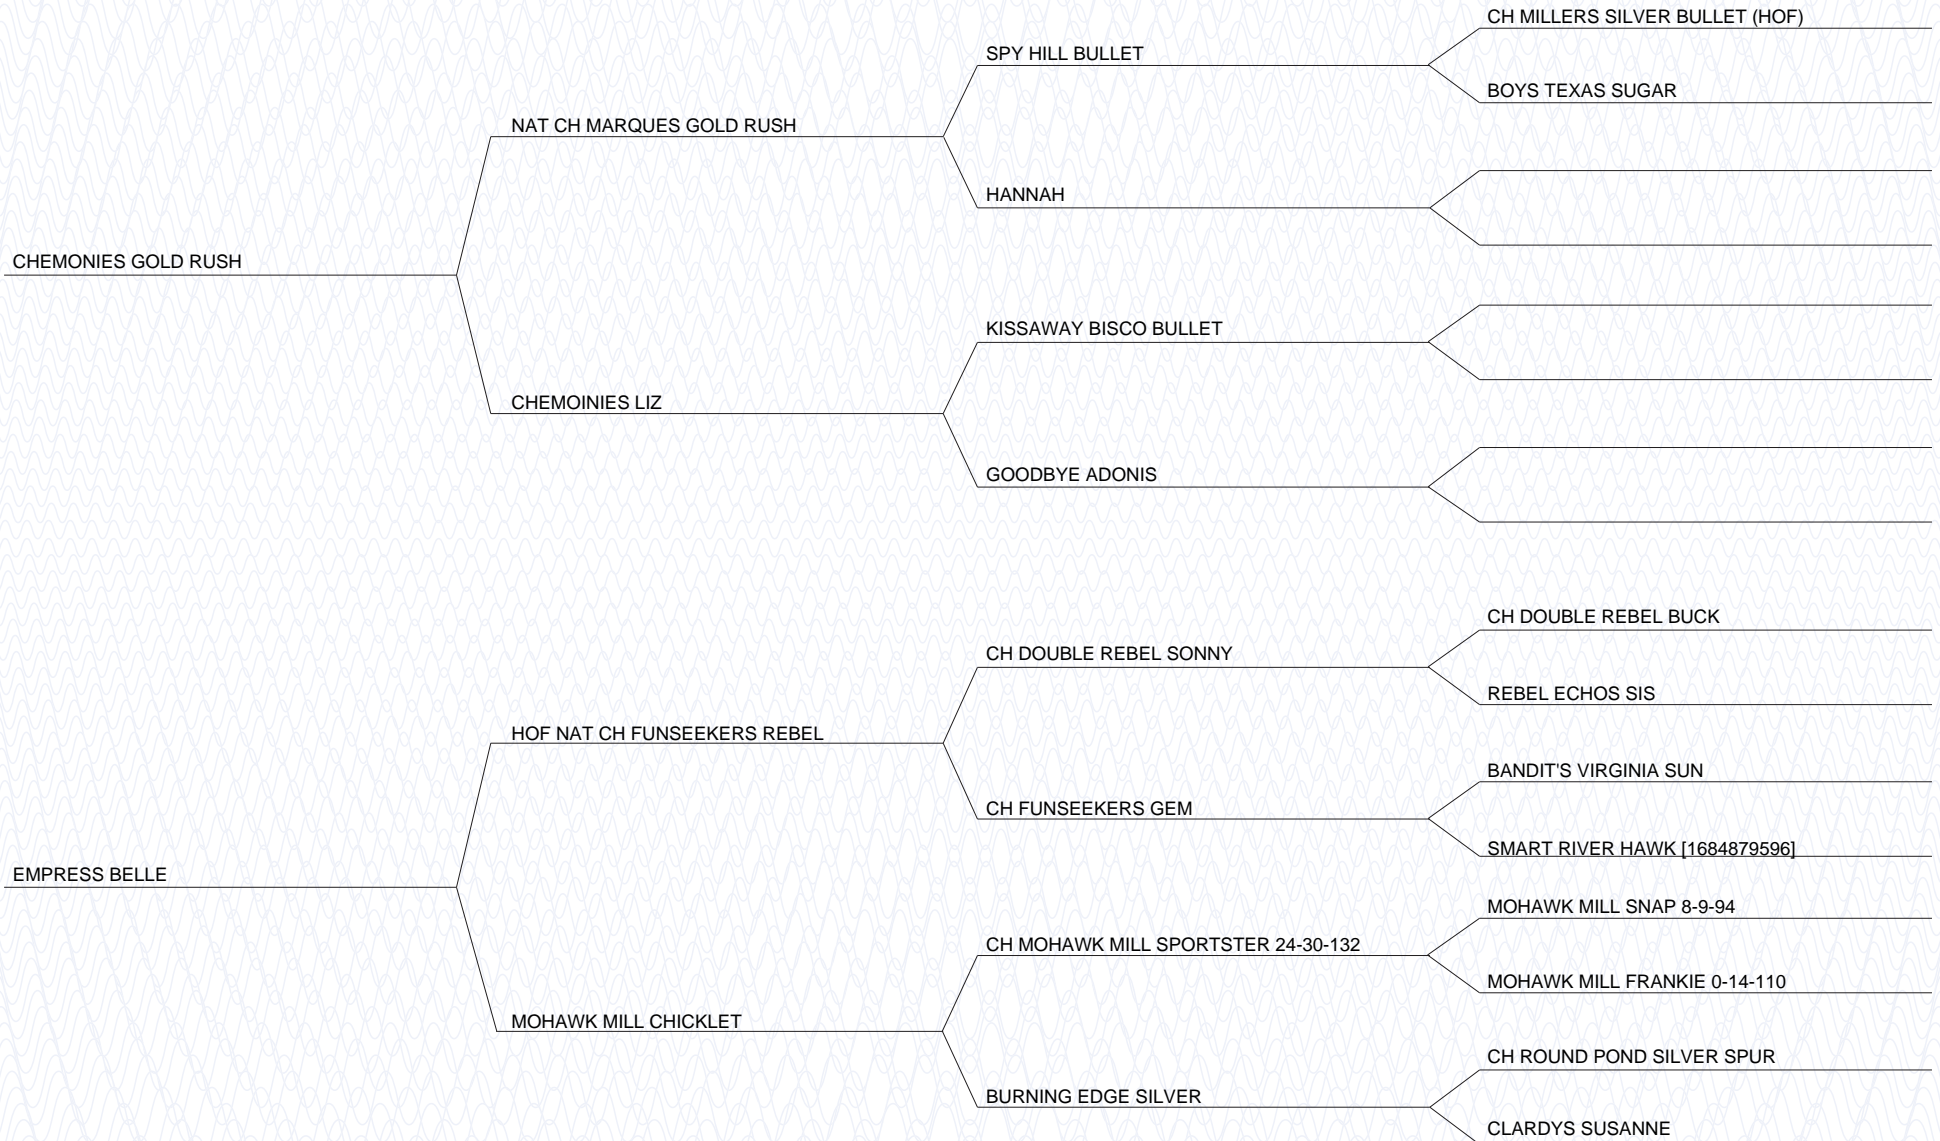 CH MILLERS SILVER BULLET (HOF)
SPY HILL BULLET
BOYS TEXAS SUGAR
NAT CH MARQUES GOLD RUSH
HANNAH
CHEMONIES GOLD RUSH
KISSAWAY BISCO BULLET
CHEMOINIES LIZ
GOODBYE ADONIS
CH DOUBLE REBEL BUCK
CH DOUBLE REBEL SONNY
REBEL ECHOS SIS
HOF NAT CH FUNSEEKERS REBEL
BANDIT'S VIRGINIA SUN
CH FUNSEEKERS GEM
SMART RIVER HAWK [1684879596]
EMPRESS BELLE
MOHAWK MILL SNAP 8-9-94
CH MOHAWK MILL SPORTSTER 24-30-132
MOHAWK MILL FRANKIE 0-14-110
MOHAWK MILL CHICKLET
CH ROUND POND SILVER SPUR
BURNING EDGE SILVER
CLARDYS SUSANNE